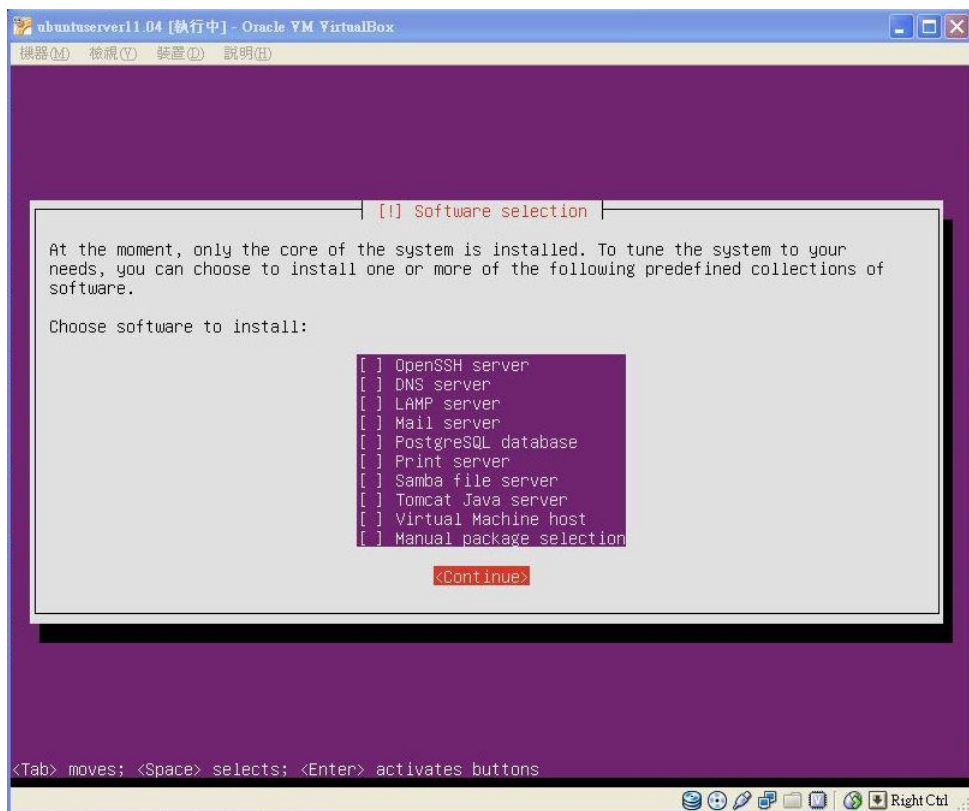 ubuntuserver11.04 [執行中] - Oracle VM VirtualBox
機器(M) 檢視(V) 裝置(D) 說明(H)
[!] Software selection
At the moment, only the core of the system is installed. To tune the system to your
needs, you can choose to install one or more of the following predefined collections of
software.
Choose software to install:
[ ] OpenSSH server
[ ] DNS server
[ ] LAMP server
[ ] Mail server
[ ] PostgreSQL database
[ ] Print server
[ ] Samba file server
[ ] Tomcat Java server
[ ] Virtual Machine host
[ ] Manual package selection
<Continue>
<Tab> moves; <Space> selects; <Enter> activates buttons
Right Ctrl